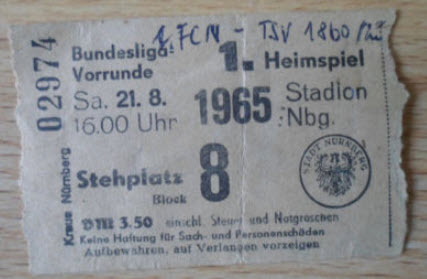 1. FCN - TSV 1860 Mü
02974
Bundesliga-
Vorrunde
1. Heimspiel
Sa. 21.8. 1965 Stadion
16.00 Uhr Nbg.
STADT NÜRNBERG
Kraus Nürnberg
Stehplatz 8
Block
DM 3.50 einschl. Steuer und Notgroschen
Keine Haftung für Sach- und Personenschäden
Aufbewahren, auf Verlangen vorzeigen